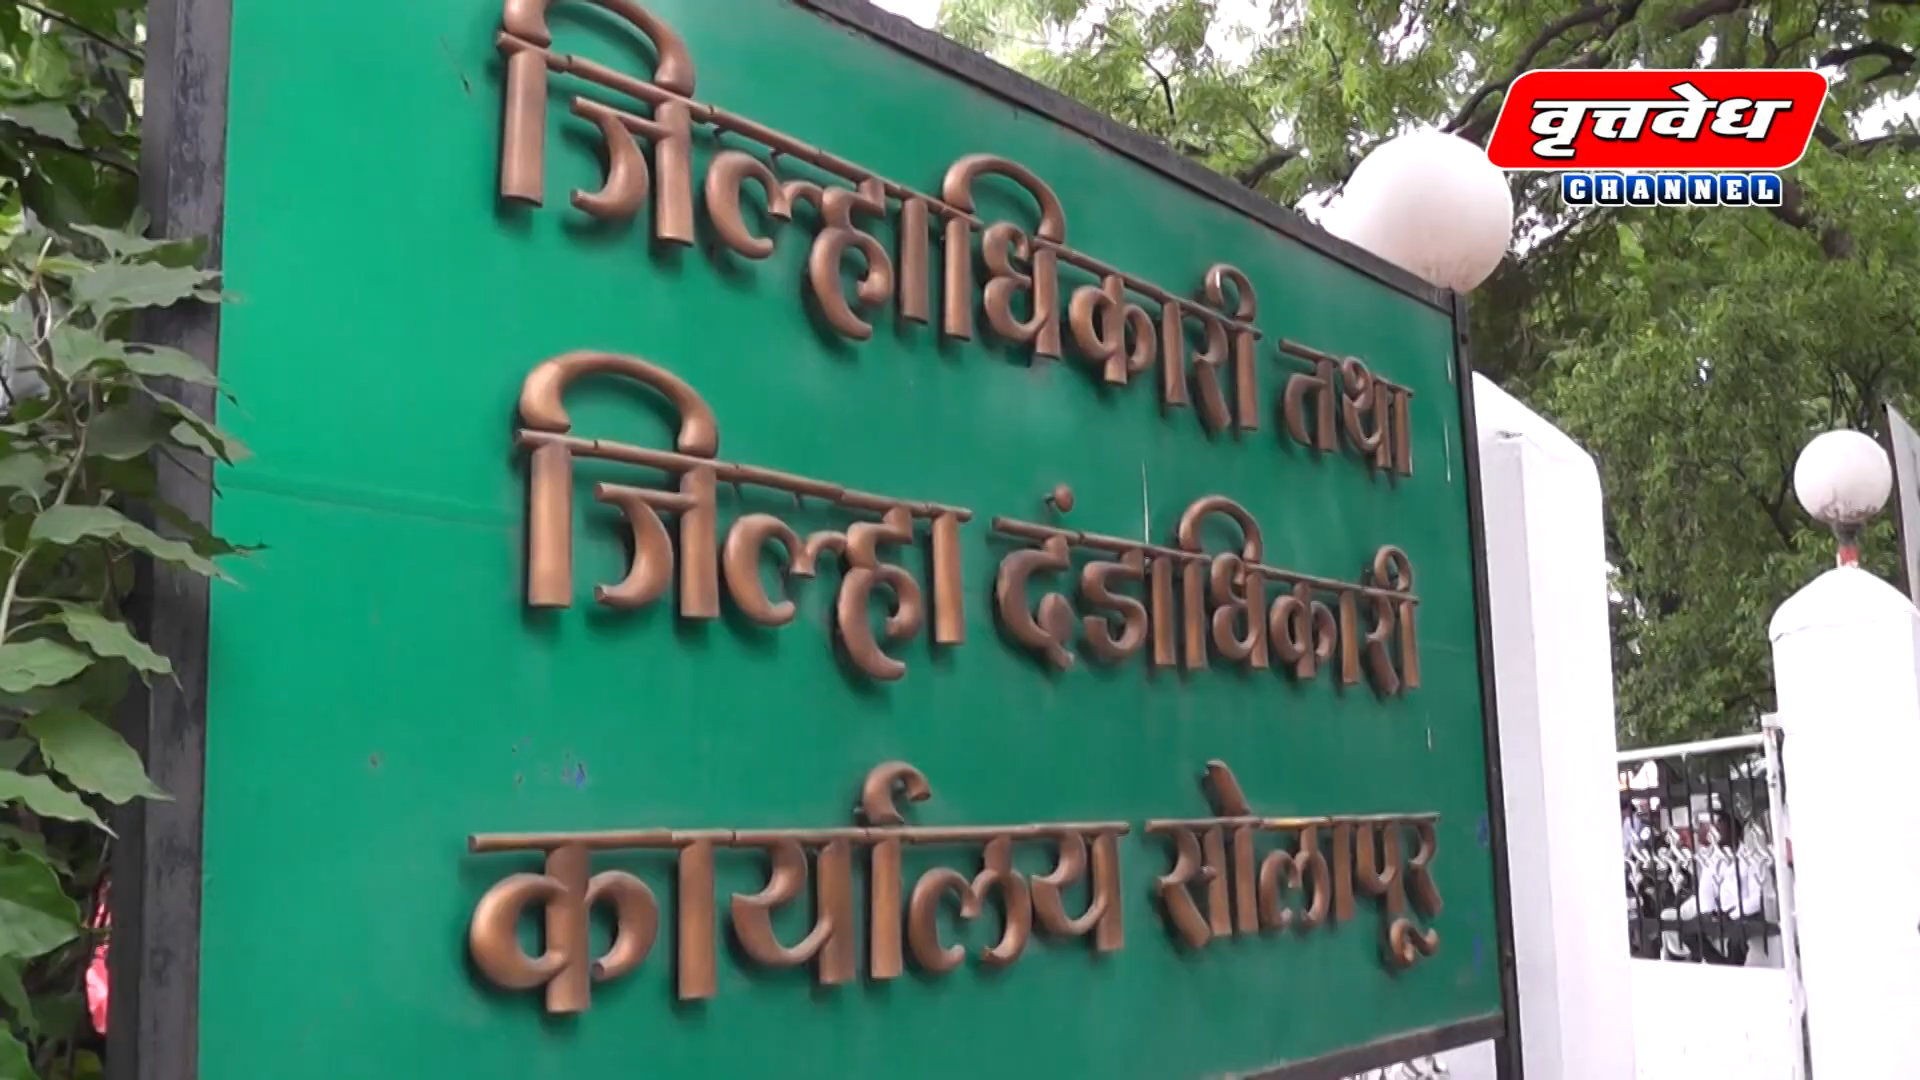 जिल्हाधिकारी तथा
जिल्हा दंडाधिकारी
कार्यालय सोलापूर
वृत्तवेध
CHANNEL